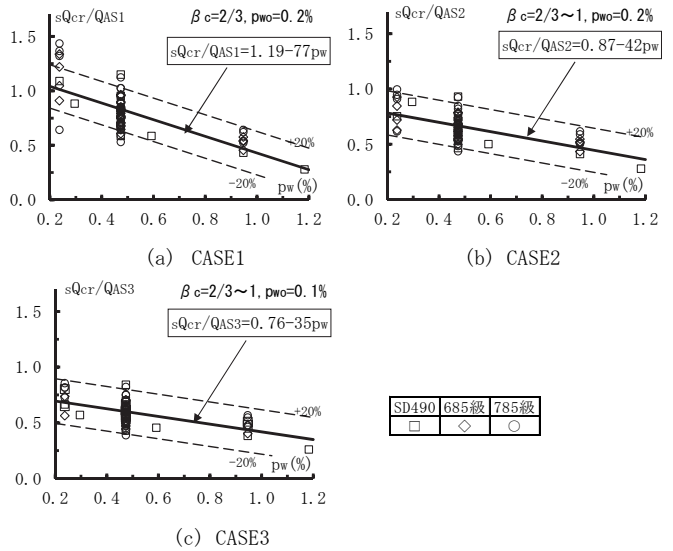 sQcr/QAS1
βc=2/3, pwo=0.2%
sQcr/QAS1=1.19-77pw
1.5
1.0
0.5
0.0
+20%
-20%
pw(%)
0.2 0.4 0.6 0.8 1.0 1.2
(a) CASE1
sQcr/QAS2
βc=2/3～1, pwo=0.2%
sQcr/QAS2=0.87-42pw
1.5
1.0
0.5
0.0
+20%
-20%
pw(%)
0.2 0.4 0.6 0.8 1.0 1.2
(b) CASE2
sQcr/QAS3
βc=2/3～1, pwo=0.1%
sQcr/QAS3=0.76-35pw
1.5
1.0
0.5
0.0
+20%
-20%
pw(%)
0.2 0.4 0.6 0.8 1.0 1.2
(c) CASE3
SD490 685級 785級
□ ◇ ○